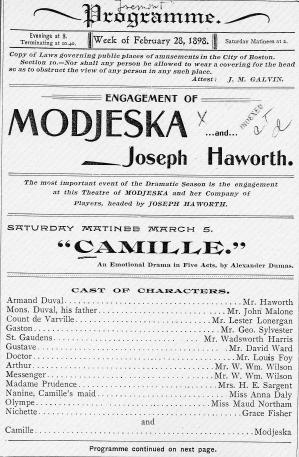 Tremont
Programme.
Evenings at 8.
Terminating at 10.40.
Week of February 28, 1898.
Saturday Matinees at 2.
Copy of Laws governing public places of amusements in the City of Boston.
Section 10.—Nor shall any person be allowed to wear a covering for the head
so as to obstruct the view of any person in any such place.
Attest: J. M. GALVIN.
ENGAGEMENT OF
MODJESKA x
INDEXED
...and...
Joseph Haworth.
The most important event of the Dramatic Season is the engagement
at this Theatre of MODJESKA and her Company of
Players, headed by JOSEPH HAWORTH.
SATURDAY MATINEE MARCH 5.
"CAMILLE."
An Emotional Drama in Five Acts, by Alexander Dumas.
CAST OF CHARACTERS.
Armand Duval Mr. Haworth
Mons. Duval, his father Mr. John Malone
Count de Varville Mr. Lester Lonergan
Gaston Mr. Geo. Sylvester
St. Gaudens Mr. Wadsworth Harris
Gustave Mr. David Ward
Doctor Mr. Louis Foy
Arthur Mr. W. Wm. Wilson
Messenger Mr. W. Wm. Wilson
Madame Prudence Mrs. H. E. Sargent
Nanine, Camille's maid Miss Anna Daly
Olympe Miss Maud Northam
Nichette Grace Fisher
and
Camille Modjeska
Programme continued on next page.